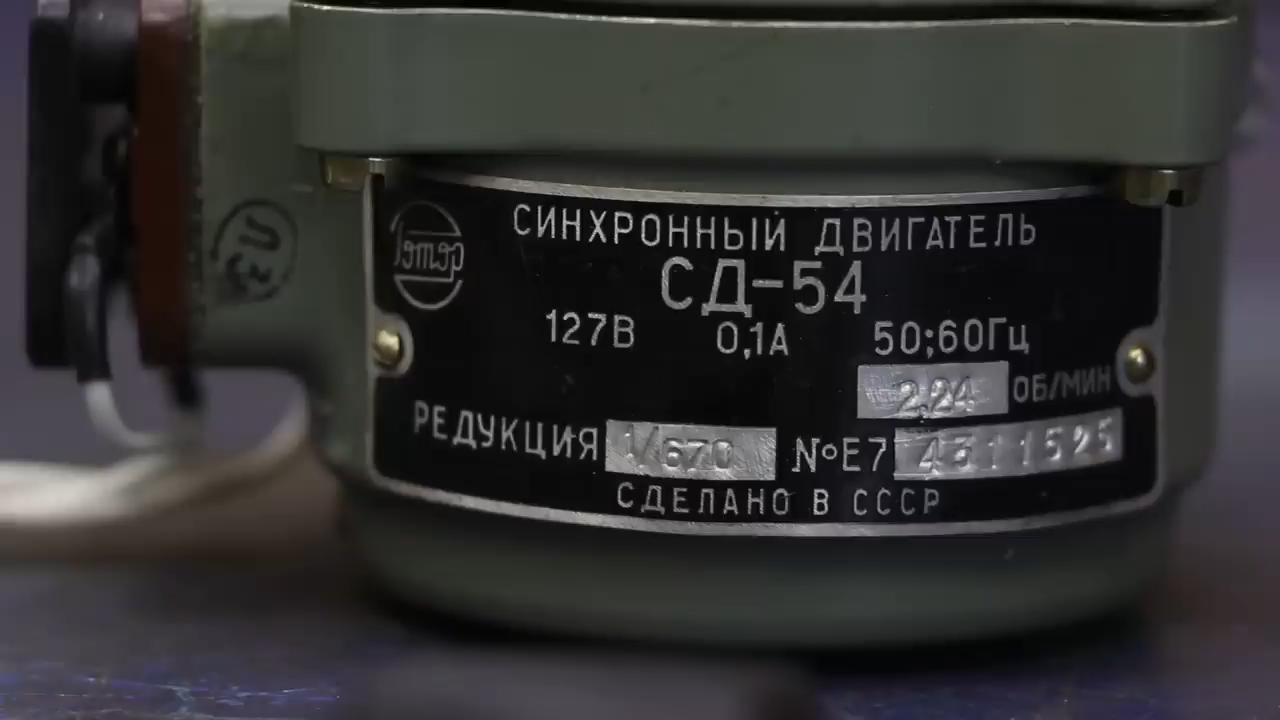 СИНХРОННЫЙ ДВИГАТЕЛЬ
СД-54
127В 0,1А 50;60Гц
2,24 ОБ/МИН
РЕДУКЦИЯ 1/670 №Е7 4311525
СДЕЛАНО В СССР